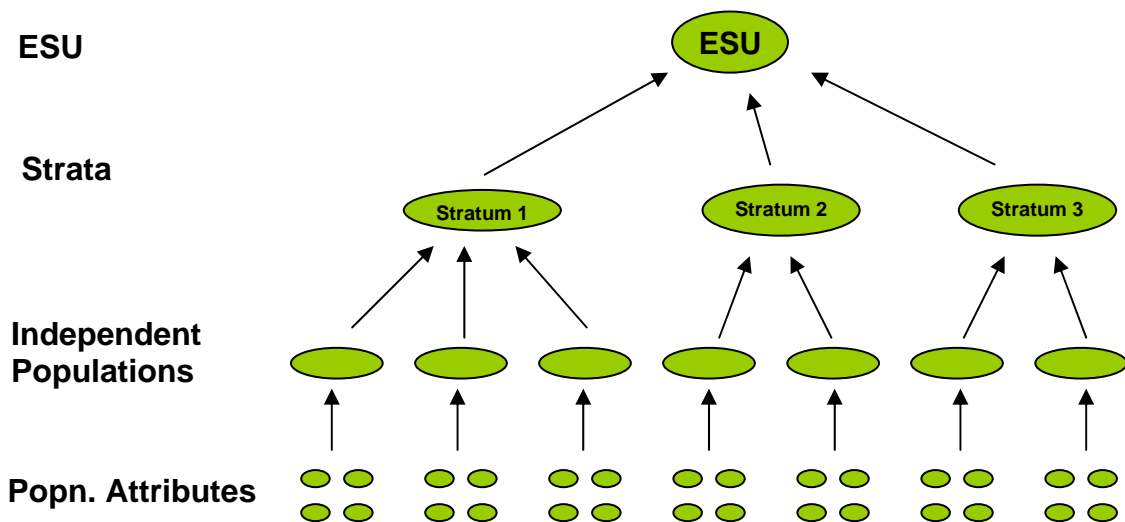 ESU
ESU
Strata
Stratum 1
Stratum 2
Stratum 3
Independent
Populations
Popn. Attributes